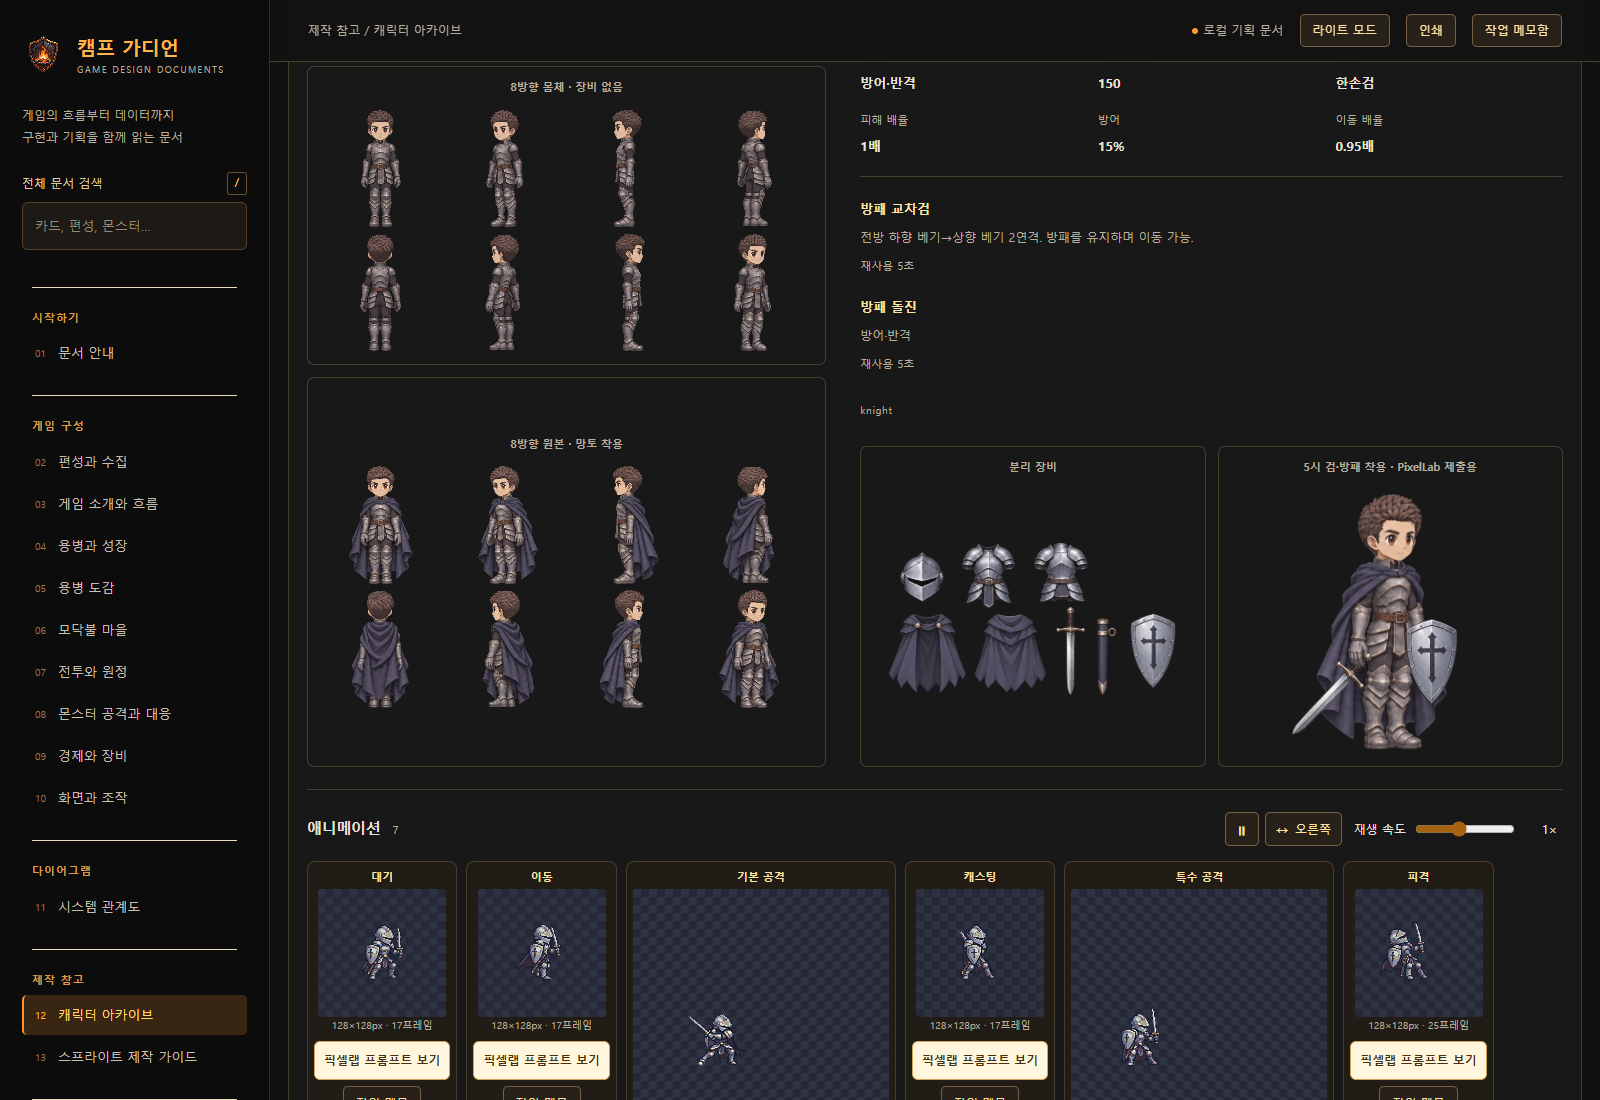 캠프 가디언
GAME DESIGN DOCUMENTS
게임의 흐름부터 데이터까지
구현과 기획을 함께 읽는 문서
전체 문서 검색
/
카드, 편성, 몬스터...
시작하기
01 문서 안내
게임 구성
02 편성과 수집
03 게임 소개와 흐름
04 용병과 성장
05 용병 도감
06 모닥불 마을
07 전투와 원정
08 몬스터 공격과 대응
09 경제와 장비
10 화면과 조작
다이어그램
11 시스템 관계도
제작 참고
12 캐릭터 아카이브
13 스프라이트 제작 가이드
제작 참고 / 캐릭터 아카이브
로컬 기획 문서
라이트 모드
인쇄
작업 메모함
8방향 몸체 · 장비 없음
8방향 원본 · 망토 착용
방어·반격 150 한손검
피해 배율 방어 이동 배율
1배 15% 0.95배
방패 교차검
전방 하향 베기→상향 베기 2연격. 방패를 유지하며 이동 가능.
재사용 5초
방패 돌진
방어·반격
재사용 5초
knight
분리 장비
5시 검·방패 착용 · PixelLab 제출용
애니메이션 7
↔ 오른쪽
재생 속도
1×
대기
128×128px · 17프레임
픽셀랩 프롬프트 보기
작업 메모
이동
128×128px · 17프레임
픽셀랩 프롬프트 보기
작업 메모
기본 공격
캐스팅
128×128px · 17프레임
픽셀랩 프롬프트 보기
작업 메모
특수 공격
피격
128×128px · 25프레임
픽셀랩 프롬프트 보기
작업 메모